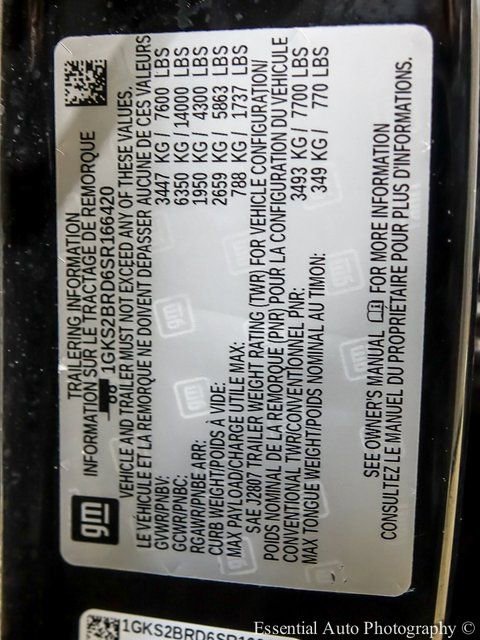 gm
TRAILERING INFORMATION
INFORMATION SUR LE TRACTAGE DE REMORQUE
1GKS2BRD6SR166420
VEHICLE AND TRAILER MUST NOT EXCEED ANY OF THESE VALUES.
LE VÉHICULE ET LA REMORQUE NE DOIVENT DÉPASSER AUCUNE DE CES VALEURS
GVWR/PNBV: 3447 KG / 7600 LBS
GCWR/PNBC: 6350 KG / 14000 LBS
RGAWR/PNBE ARR: 1950 KG / 4300 LBS
CURB WEIGHT/POIDS À VIDE: 2659 KG / 5863 LBS
MAX PAYLOAD/CHARGE UTILE MAX: 788 KG / 1737 LBS
SAE J2807 TRAILER WEIGHT RATING (TWR) FOR VEHICLE CONFIGURATION/
POIDS NOMINAL DE LA REMORQUE (PNR) POUR LA CONFIGURATION DU VÉHICULE
CONVENTIONAL TWR/CONVENTIONNEL PNR: 3493 KG / 7700 LBS
MAX TONGUE WEIGHT/POIDS NOMINAL AU TIMON: 349 KG / 770 LBS
SEE OWNER'S MANUAL FOR MORE INFORMATION
CONSULTEZ LE MANUEL DU PROPRIÉTAIRE POUR PLUS D'INFORMATIONS.
gm
gm
gm
gm
gm
Essential Auto Photography ©